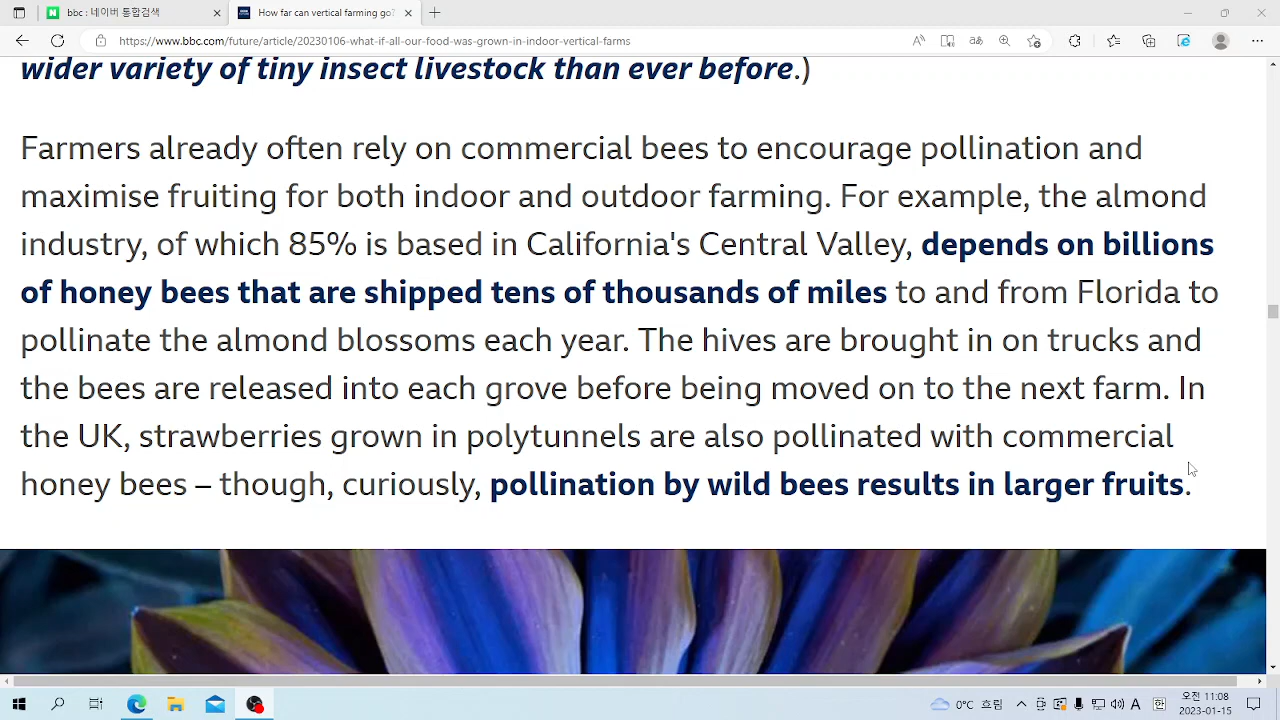 bbc : 네이버 통합검색
How far can vertical farming go?
https://www.bbc.com/future/article/20230106-what-if-all-our-food-was-grown-in-indoor-vertical-farms
wider variety of tiny insect livestock than ever before.)
Farmers already often rely on commercial bees to encourage pollination and
maximise fruiting for both indoor and outdoor farming. For example, the almond
industry, of which 85% is based in California's Central Valley, depends on billions
of honey bees that are shipped tens of thousands of miles to and from Florida to
pollinate the almond blossoms each year. The hives are brought in on trucks and
the bees are released into each grove before being moved on to the next farm. In
the UK, strawberries grown in polytunnels are also pollinated with commercial
honey bees – though, curiously, pollination by wild bees results in larger fruits.
0°C 흐림 A 한 오전 11:08
2023-01-15